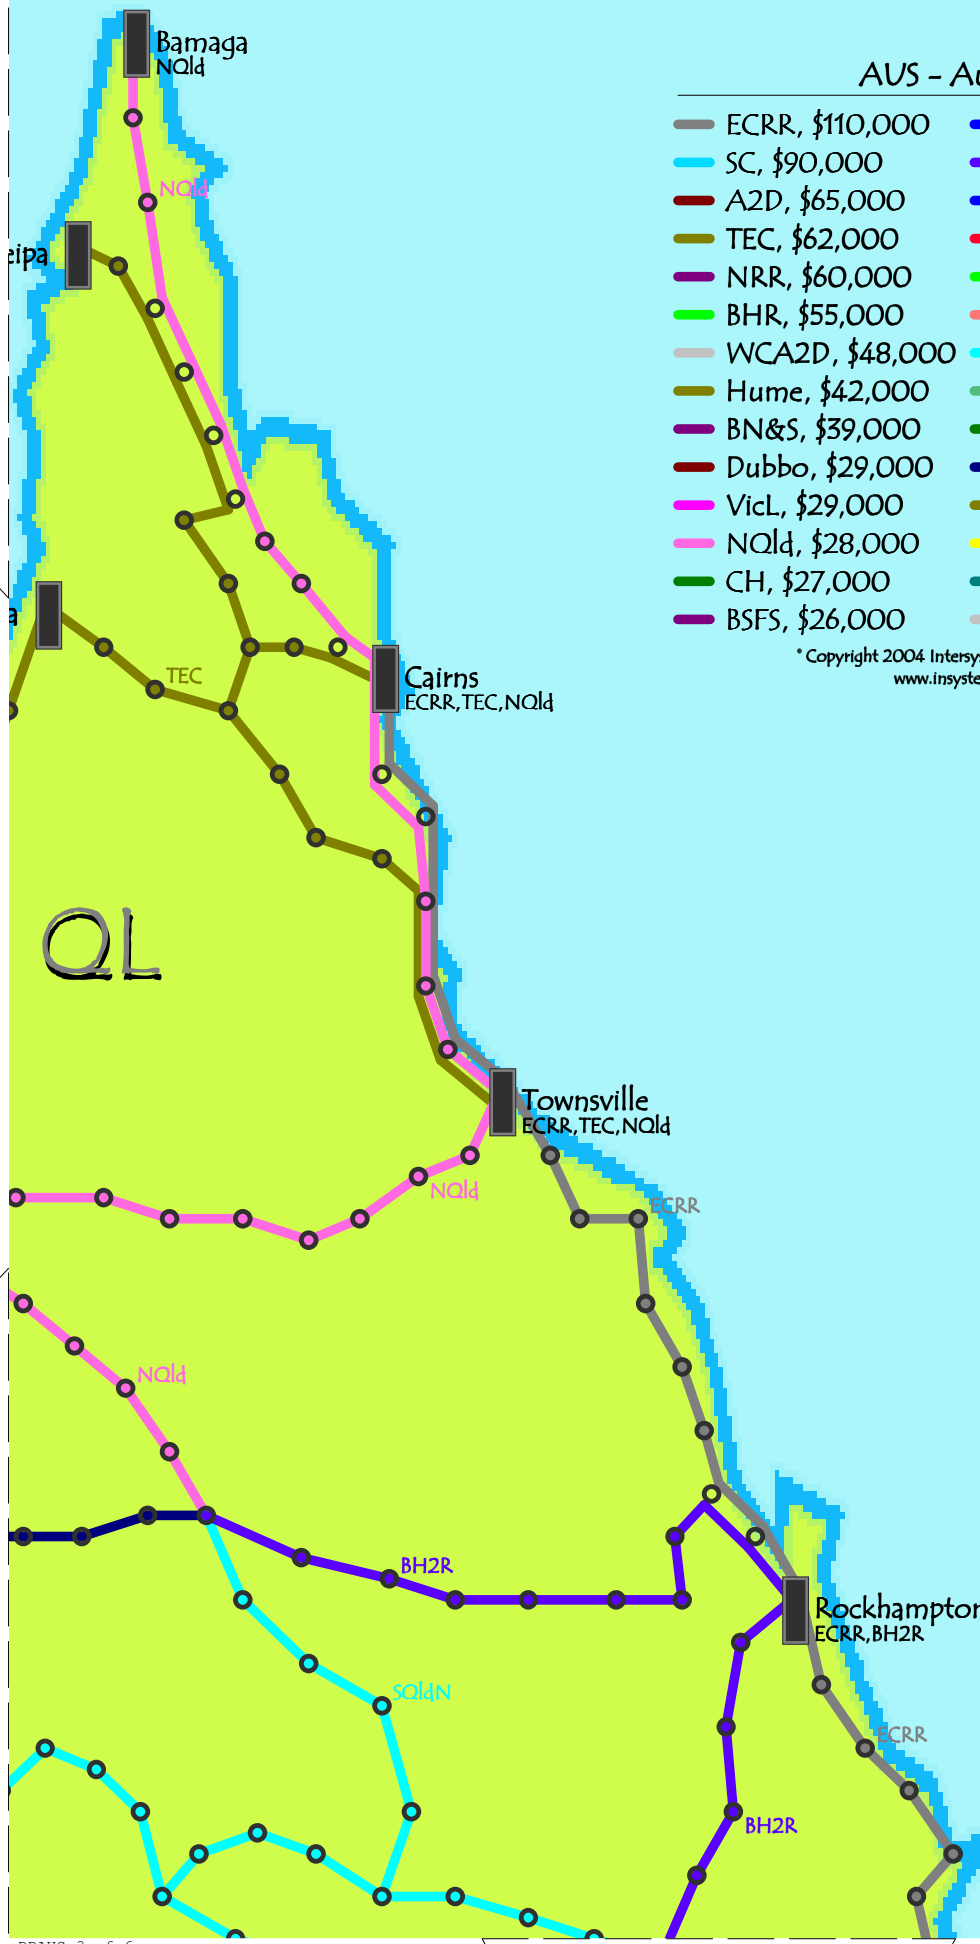 Bamaga
NQld
AUS - Au
ECRR, $110,000
SC, $90,000
A2D, $65,000
TEC, $62,000
NRR, $60,000
BHR, $55,000
WCA2D, $48,000
Hume, $42,000
BN&S, $39,000
Dubbo, $29,000
VicL, $29,000
NQld, $28,000
CH, $27,000
BSFS, $26,000
* Copyright 2004 Intersys
www.insyste
NQld
eipa
a
TEC
Cairns
ECRR,TEC,NQld
QL
Townsville
ECRR,TEC,NQld
NQld
ECRR
NQld
BH2R
Rockhampton
ECRR,BH2R
SQldN
ECRR
BH2R